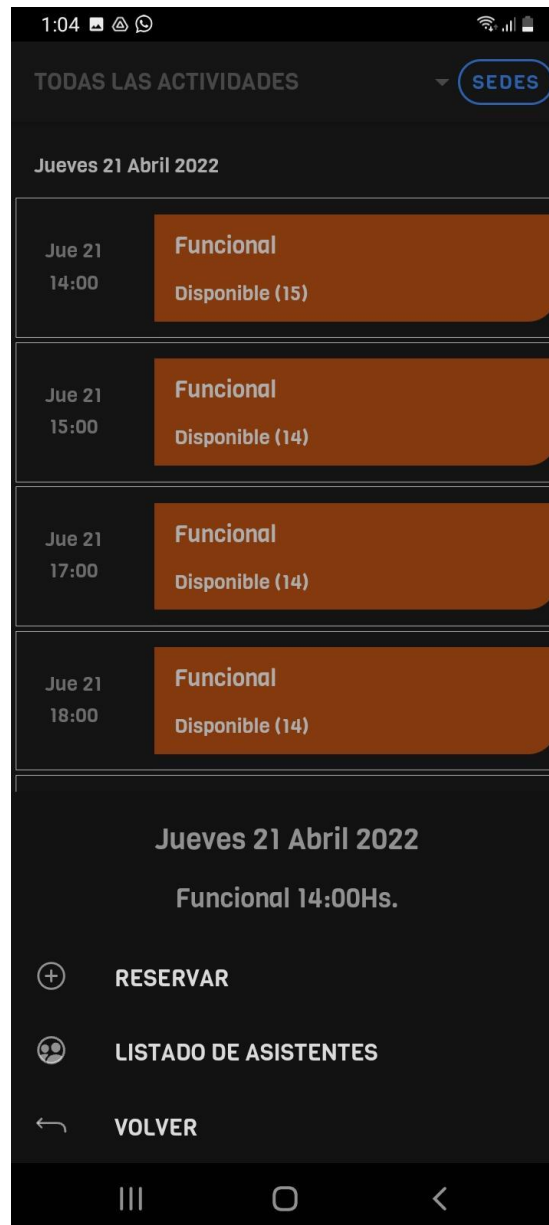 1:04
TODAS LAS ACTIVIDADES
SEDES
Jueves 21 Abril 2022
Jue 21
14:00
Funcional
Disponible (15)
Jue 21
15:00
Funcional
Disponible (14)
Jue 21
17:00
Funcional
Disponible (14)
Jue 21
18:00
Funcional
Disponible (14)
Jueves 21 Abril 2022
Funcional 14:00Hs.
RESERVAR
LISTADO DE ASISTENTES
VOLVER